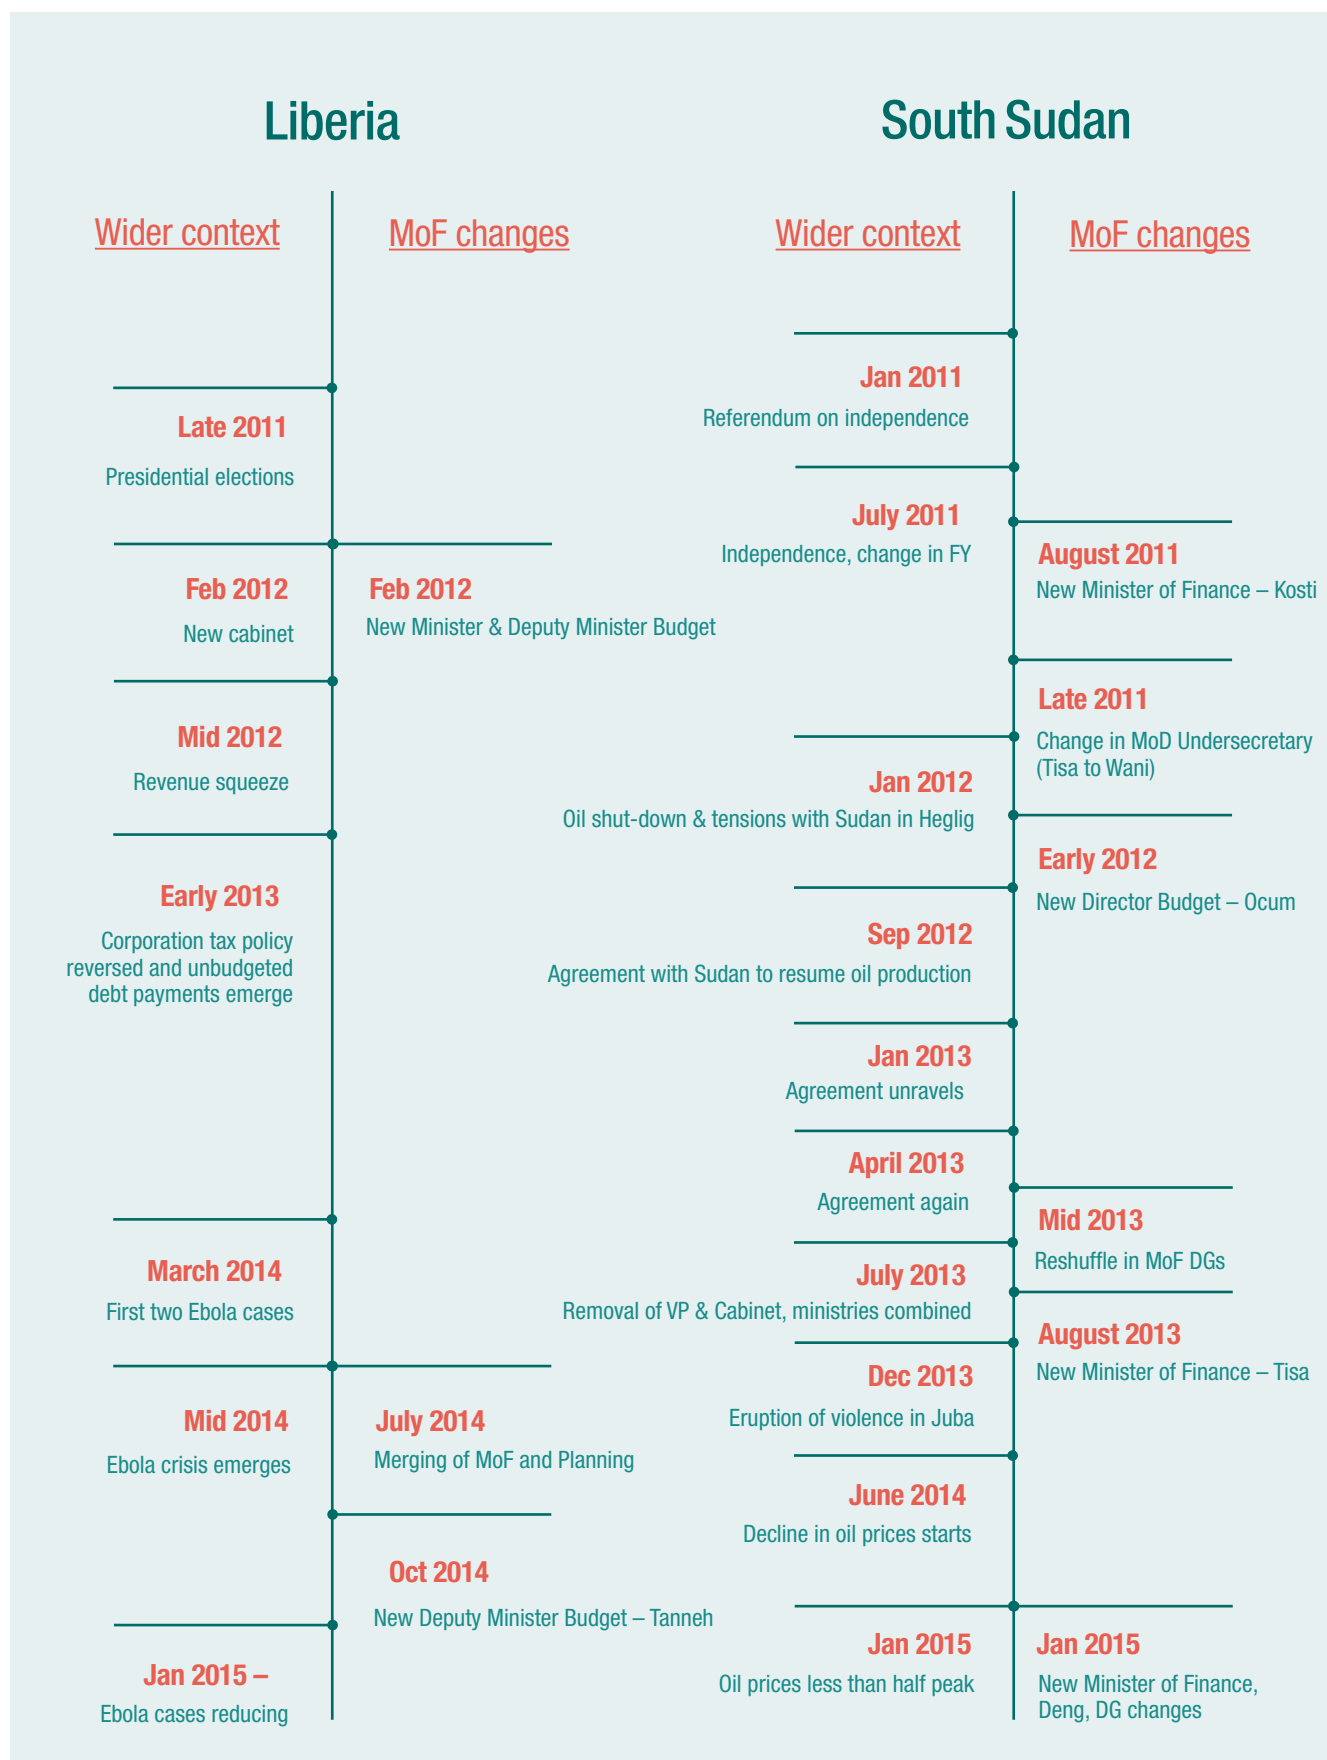 Liberia
Wider context
MoF changes
Late 2011
Presidential elections
Feb 2012
New cabinet
Feb 2012
New Minister & Deputy Minister Budget
Mid 2012
Revenue squeeze
Early 2013
Corporation tax policy
reversed and unbudgeted
debt payments emerge
March 2014
First two Ebola cases
Mid 2014
Ebola crisis emerges
July 2014
Merging of MoF and Planning
Oct 2014
New Deputy Minister Budget – Tanneh
Jan 2015 –
Ebola cases reducing
South Sudan
Wider context
MoF changes
Jan 2011
Referendum on independence
July 2011
Independence, change in FY
August 2011
New Minister of Finance – Kosti
Late 2011
Change in MoD Undersecretary
(Tisa to Wani)
Jan 2012
Oil shut-down & tensions with Sudan in Heglig
Early 2012
New Director Budget – Ocum
Sep 2012
Agreement with Sudan to resume oil production
Jan 2013
Agreement unravels
April 2013
Agreement again
Mid 2013
Reshuffle in MoF DGs
July 2013
Removal of VP & Cabinet, ministries combined
August 2013
New Minister of Finance – Tisa
Dec 2013
Eruption of violence in Juba
June 2014
Decline in oil prices starts
Jan 2015
Oil prices less than half peak
Jan 2015
New Minister of Finance,
Deng, DG changes